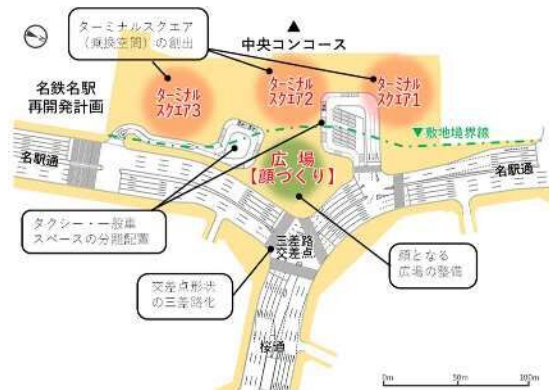 ターミナルスクエア
（乗換空間）の創出
▲
中央コンコース
名鉄名駅
再開発計画
ターミナル
スクエア3
ターミナル
スクエア2
ターミナル
スクエア1
▼敷地境界線
名駅通
広場
【顔づくり】
名駅通
タクシー・一般車
スペースの分離配置
三差路
交差点
顔となる
広場の整備
交差点形状
の三差路化
桜通
0m 50m 100m